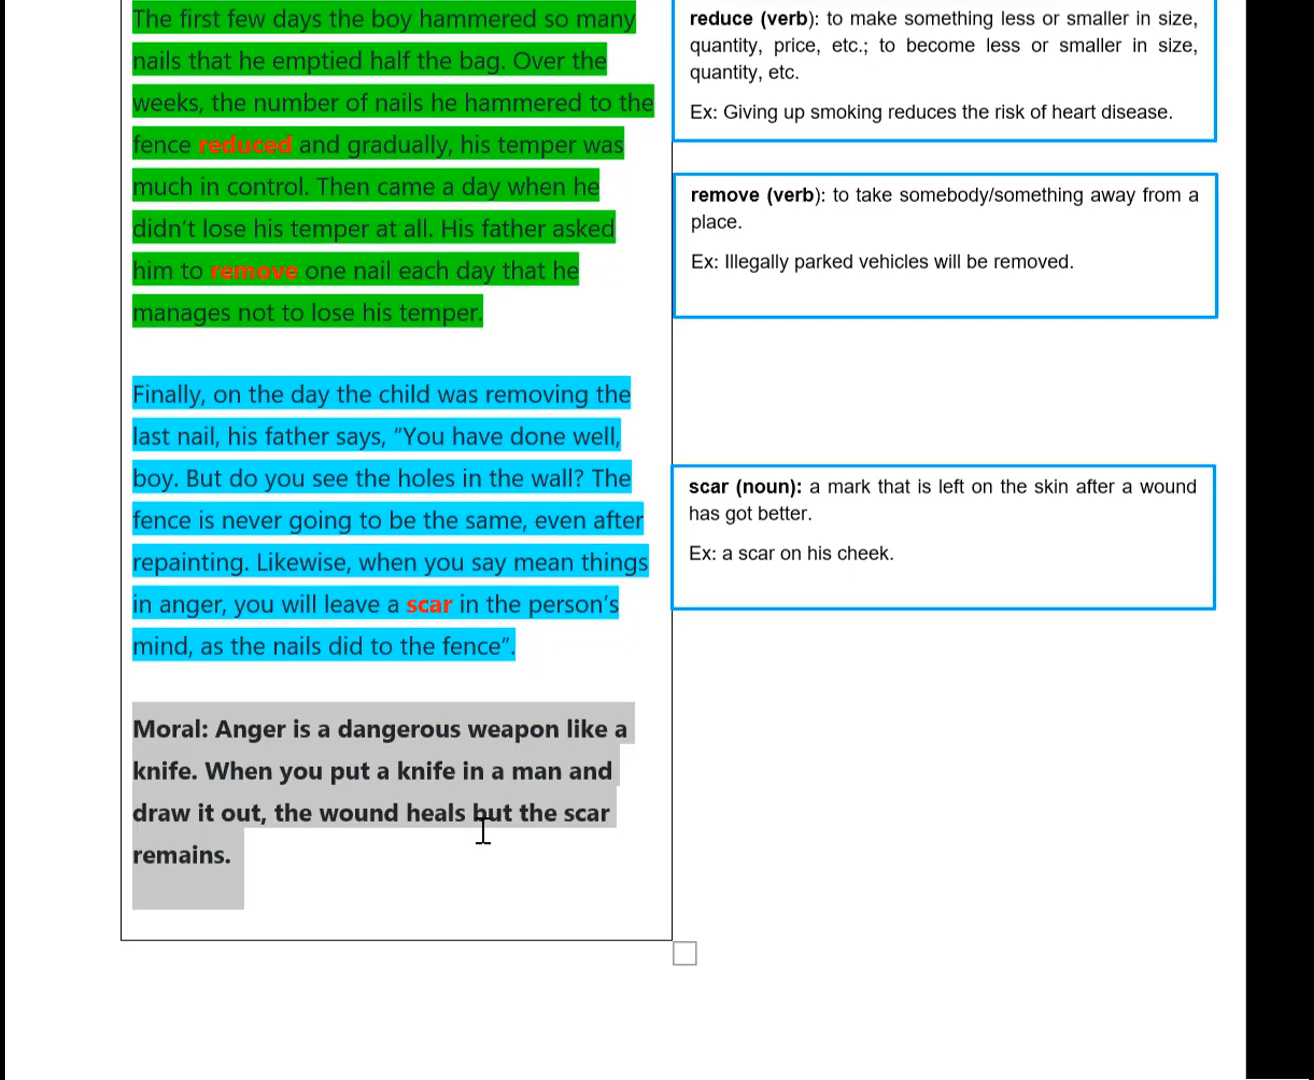 The first few days the boy hammered so many
nails that he emptied half the bag. Over the
weeks, the number of nails he hammered to the
fence reduced and gradually, his temper was
much in control. Then came a day when he
didn’t lose his temper at all. His father asked
him to remove one nail each day that he
manages not to lose his temper.
Finally, on the day the child was removing the
last nail, his father says, “You have done well,
boy. But do you see the holes in the wall? The
fence is never going to be the same, even after
repainting. Likewise, when you say mean things
in anger, you will leave a scar in the person’s
mind, as the nails did to the fence”.
Moral: Anger is a dangerous weapon like a
knife. When you put a knife in a man and
draw it out, the wound heals but the scar
remains.
reduce (verb): to make something less or smaller in size,
quantity, price, etc.; to become less or smaller in size,
quantity, etc.
Ex: Giving up smoking reduces the risk of heart disease.
remove (verb): to take somebody/something away from a
place.
Ex: Illegally parked vehicles will be removed.
scar (noun): a mark that is left on the skin after a wound
has got better.
Ex: a scar on his cheek.